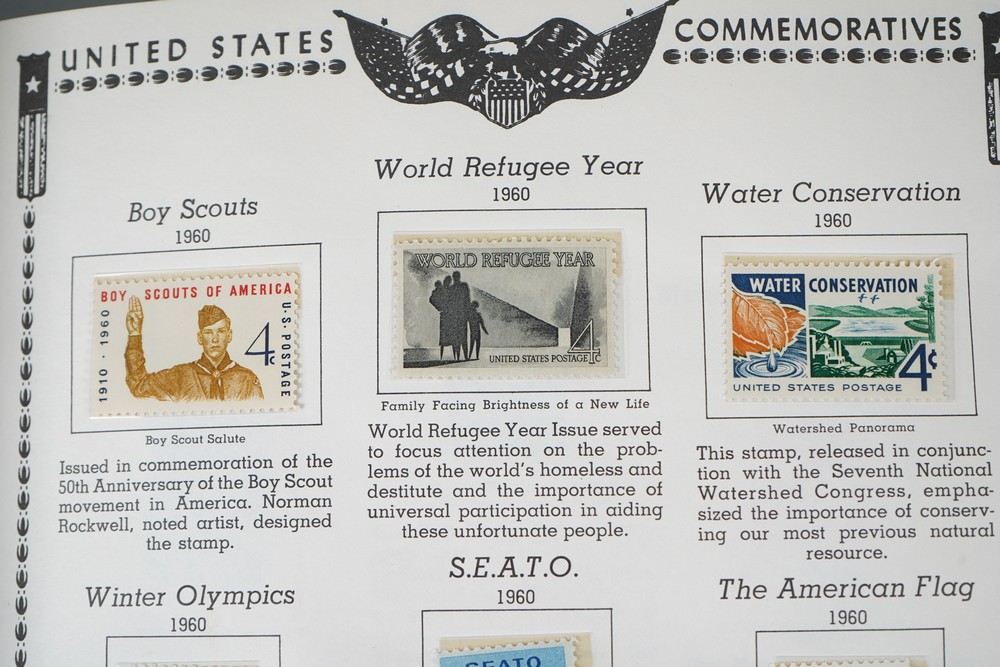 UNITED STATES
COMMEMORATIVES
Boy Scouts
1960
BOY SCOUTS OF AMERICA
1910 · 1960
4c
U·S·POSTAGE
Boy Scout Salute
Issued in commemoration of the
50th Anniversary of the Boy Scout
movement in America. Norman
Rockwell, noted artist, designed
the stamp.
World Refugee Year
1960
WORLD REFUGEE YEAR
4c
UNITED STATES POSTAGE
Family Facing Brightness of a New Life
World Refugee Year Issue served
to focus attention on the prob-
lems of the world's homeless and
destitute and the importance of
universal participation in aiding
these unfortunate people.
Water Conservation
1960
WATER CONSERVATION
4¢
UNITED STATES POSTAGE
Watershed Panorama
This stamp, released in conjunc-
tion with the Seventh National
Watershed Congress, empha-
sized the importance of conserv-
ing our most previous natural
resource.
Winter Olympics
1960
S.E.A.T.O.
1960
SEATO
The American Flag
1960